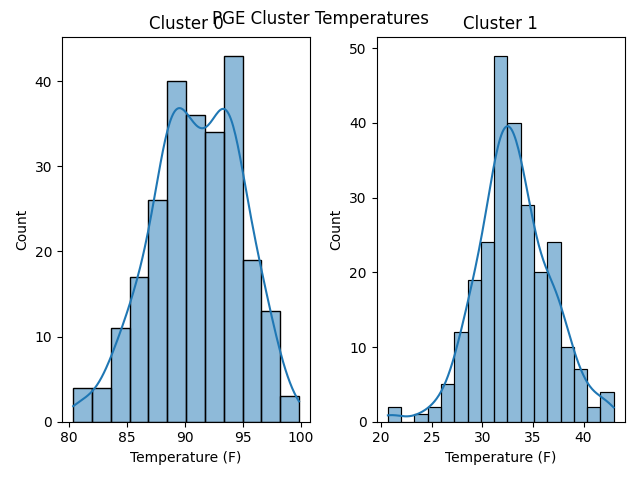 PGE Cluster Temperatures
Cluster 0
Cluster 1
Count
40
30
20
10
0
80 85 90 95 100
Temperature (F)
Count
50
40
30
20
10
0
20 25 30 35 40
Temperature (F)